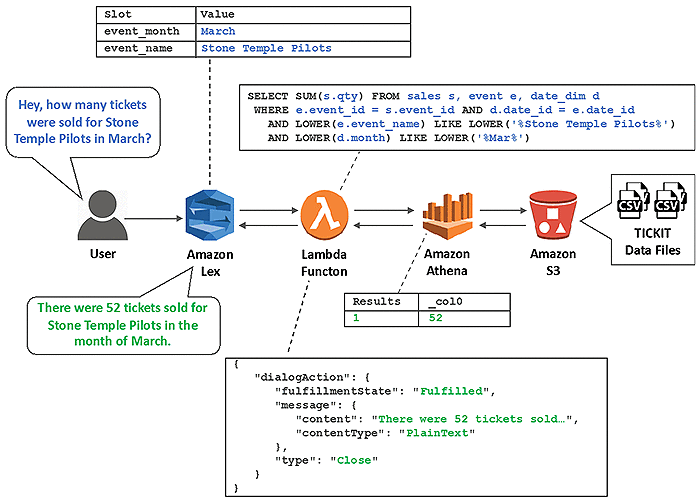 Slot Value
event_month March
event_name Stone Temple Pilots
Hey, how many tickets
were sold for Stone
Temple Pilots in March?
SELECT SUM(s.qty) FROM sales s, event e, date_dim d
WHERE e.event_id = s.event_id AND d.date_id = e.date_id
AND LOWER(e.event_name) LIKE LOWER('%Stone Temple Pilots%')
AND LOWER(d.month) LIKE LOWER('%Mar%')
CSV CSV
TICKIT
Data Files
User
Amazon
Lex
Lambda
Functon
Amazon
Athena
Amazon
S3
There were 52 tickets sold for
Stone Temple Pilots in the
month of March.
Results _col0
1 52
{
"dialogAction": {
"fulfillmentState": "Fulfilled",
"message": {
"content": "There were 52 tickets sold…",
"contentType": "PlainText"
},
"type": "Close"
}
}